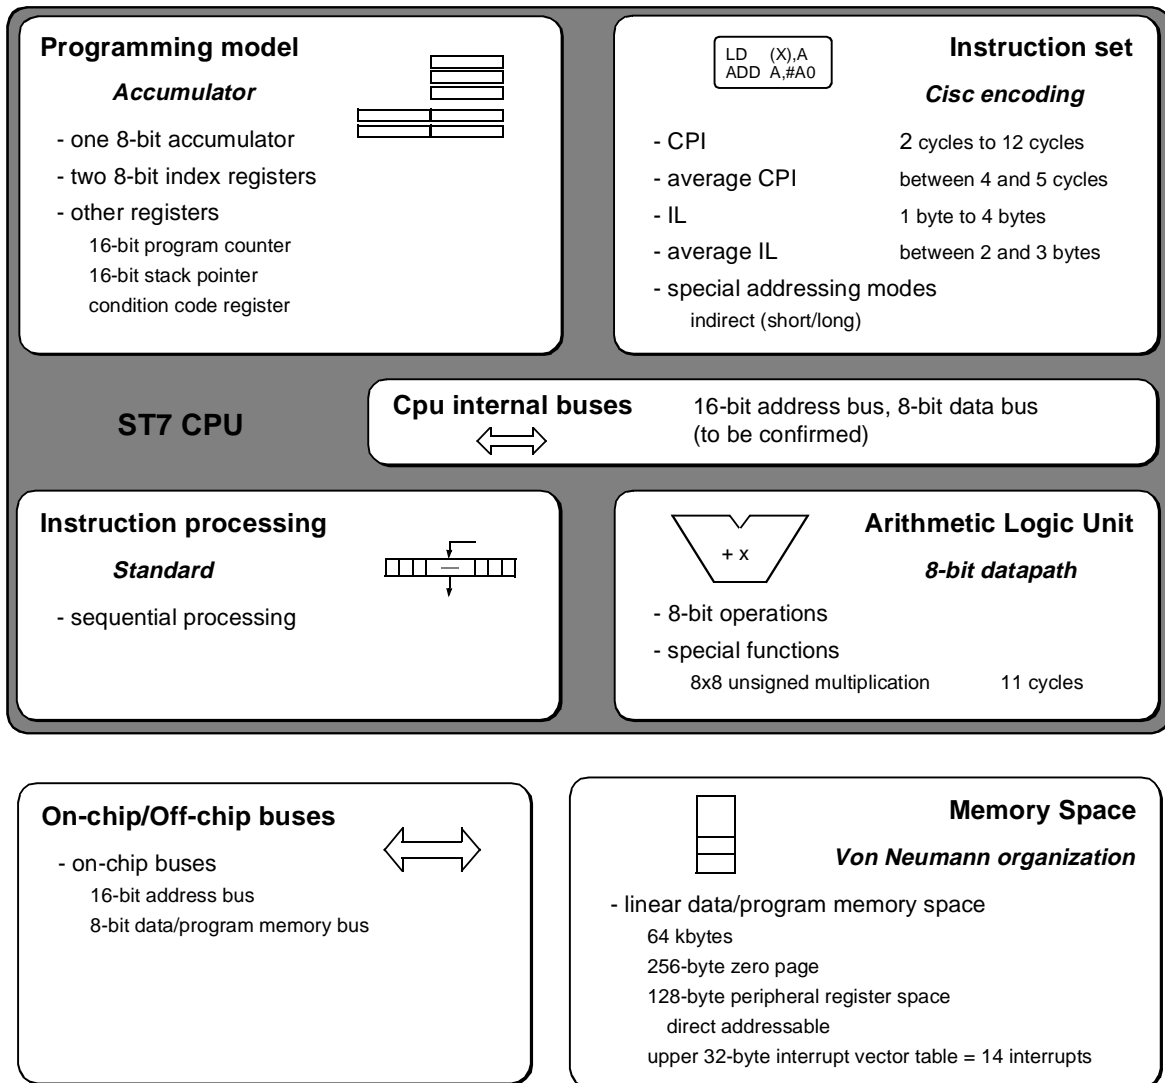 Programming model
Accumulator
- one 8-bit accumulator
- two 8-bit index registers
- other registers
16-bit program counter
16-bit stack pointer
condition code register
LD (X),A
ADD A,#A0
Instruction set
Cisc encoding
- CPI 2 cycles to 12 cycles
- average CPI between 4 and 5 cycles
- IL 1 byte to 4 bytes
- average IL between 2 and 3 bytes
- special addressing modes
indirect (short/long)
ST7 CPU
Cpu internal buses 16-bit address bus, 8-bit data bus
(to be confirmed)
Instruction processing
Standard
- sequential processing
+ x
Arithmetic Logic Unit
8-bit datapath
- 8-bit operations
- special functions
8x8 unsigned multiplication 11 cycles
On-chip/Off-chip buses
- on-chip buses
16-bit address bus
8-bit data/program memory bus
Memory Space
Von Neumann organization
- linear data/program memory space
64 kbytes
256-byte zero page
128-byte peripheral register space
direct addressable
upper 32-byte interrupt vector table = 14 interrupts